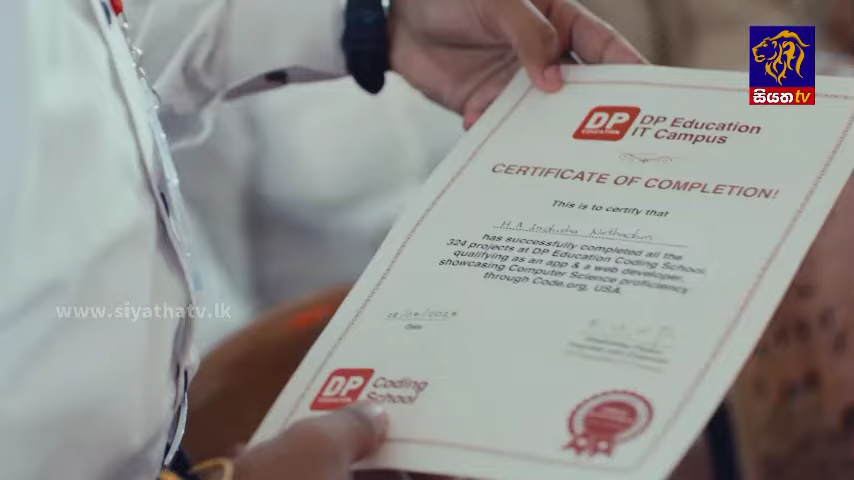 සියත tv
DP
EDUCATION
DP Education
IT Campus
CERTIFICATE OF COMPLETION!
This is to certify that
has successfully completed all the
324 projects at DP Education Coding School,
qualifying as an app & a web developer,
showcasing Computer Science proficiency
through Code.org, USA.
www.siyathatv.lk
Date
DP
EDUCATION
Coding
School